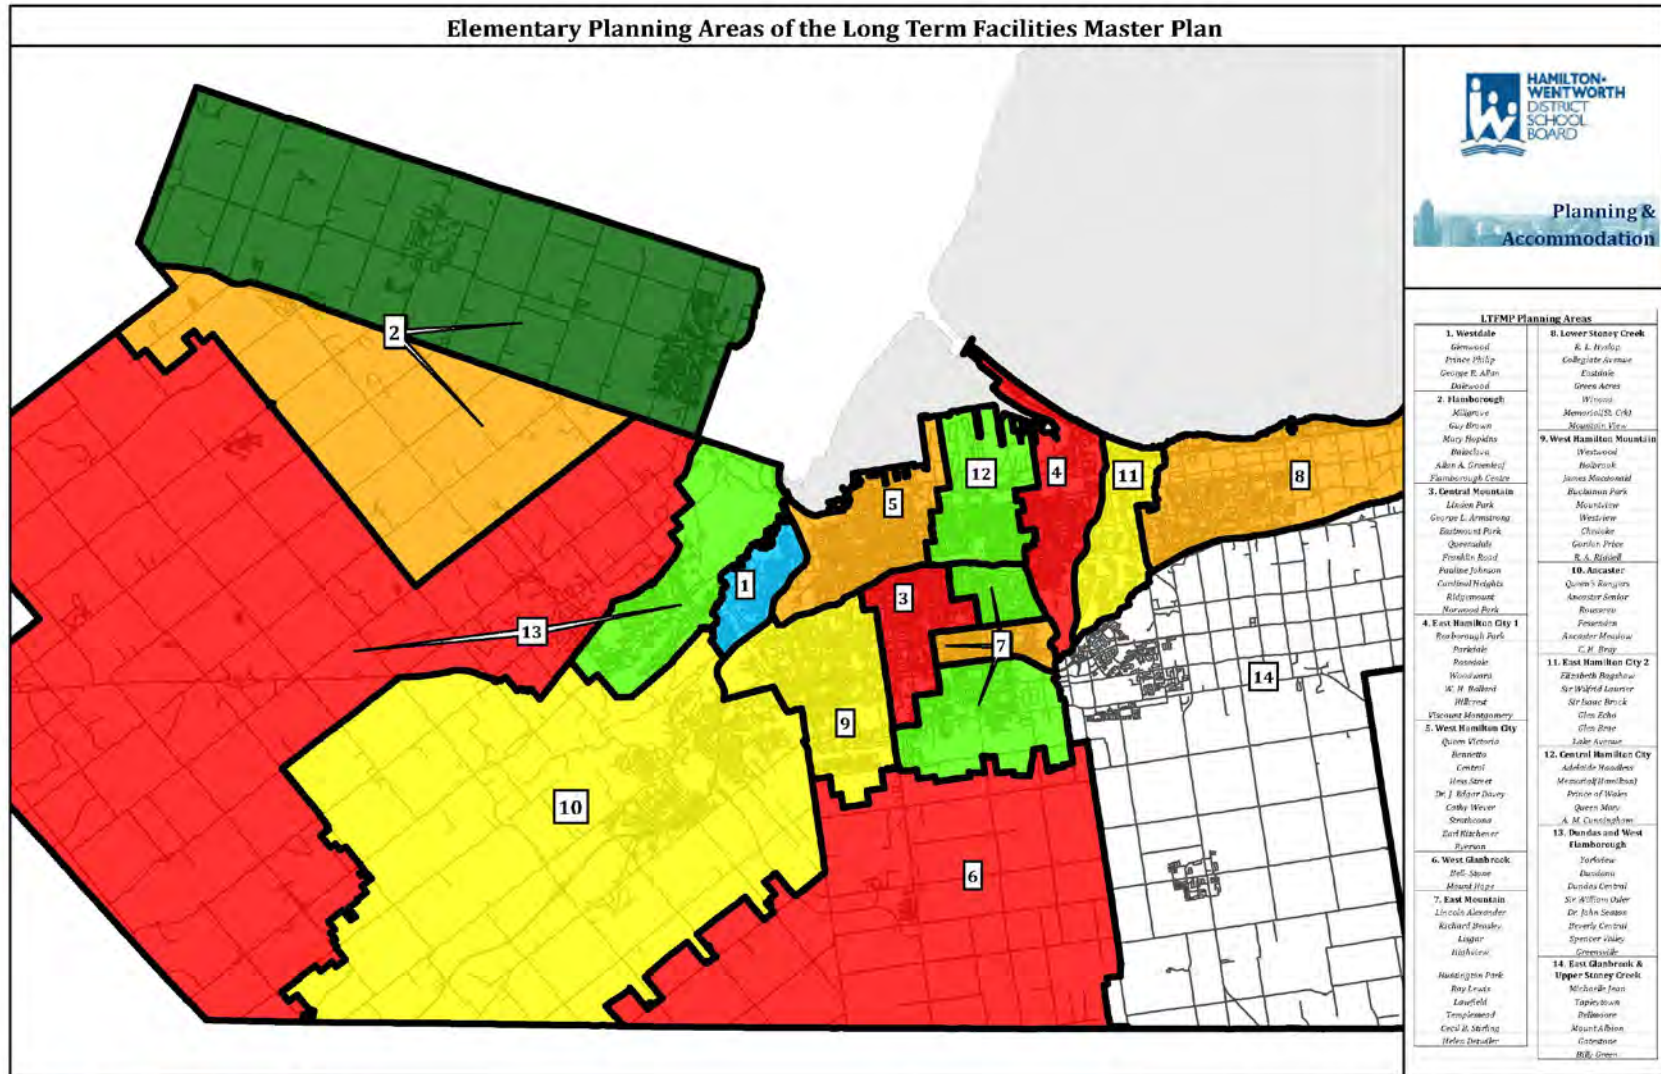 Elementary Planning Areas of the Long Term Facilities Master Plan
HAMILTON-
WENTWORTH
DISTRICT
SCHOOL
BOARD
Planning &
Accommodation
2
13
1
5
12
4
11
8
3
7
14
9
10
6
LTFMP Planning Areas
1. Westdale
Glenwood
Prince Philip
George R. Allan
Dalewood
2. Flamborough
Millgrove
Guy Brown
Mary Hopkins
Balaclava
Allan A. Greenleaf
Flamborough Centre
3. Central Mountain
Linden Park
George L. Armstrong
Eastmount Park
Queensdale
Franklin Road
Pauline Johnson
Cardinal Heights
Ridgemount
Norwood Park
4. East Hamilton City 1
Roxborough Park
Parkdale
Rosedale
Woodward
W. H. Ballard
Hillcrest
Viscount Montgomery
5. West Hamilton City
Queen Victoria
Bennetto
Central
Hess Street
Dr. J. Edgar Davey
Cathy Wever
Strathcona
Earl Kitchener
Ryerson
6. West Glanbrook
Bell-Stone
Mount Hope
7. East Mountain
Lincoln Alexander
Richard Beasley
Lisgar
Highview
Huntington Park
Ray Lewis
Lawfield
Templemead
Cecil B. Stirling
Helen Detwiler
8. Lower Stoney Creek
R. L. Hyslop
Collegiate Avenue
Eastdale
Green Acres
Winona
Memorial(St. Crk)
Mountain View
9. West Hamilton Mountain
Westwood
Holbrook
James Macdonald
Buchanan Park
Mountview
Westview
Chedoke
Gordon Price
R. A. Riddell
10. Ancaster
Queen's Rangers
Ancaster Senior
Rousseau
Fessenden
Ancaster Meadow
C. H. Bray
11. East Hamilton City 2
Elizabeth Bagshaw
Sir Wilfrid Laurier
Sir Isaac Brock
Glen Echo
Glen Brae
Lake Avenue
12. Central Hamilton City
Adelaide Hoodless
Memorial(Hamilton)
Prince of Wales
Queen Mary
A. M. Cunningham
13. Dundas and West
Flamborough
Yorkview
Dundana
Dundas Central
Sir William Osler
Dr. John Seaton
Beverly Central
Spencer Valley
Greensville
14. East Glanbrook &
Upper Stoney Creek
Michaelle Jean
Tapleytown
Bellmoore
Mount Albion
Gatestone
Billy Green